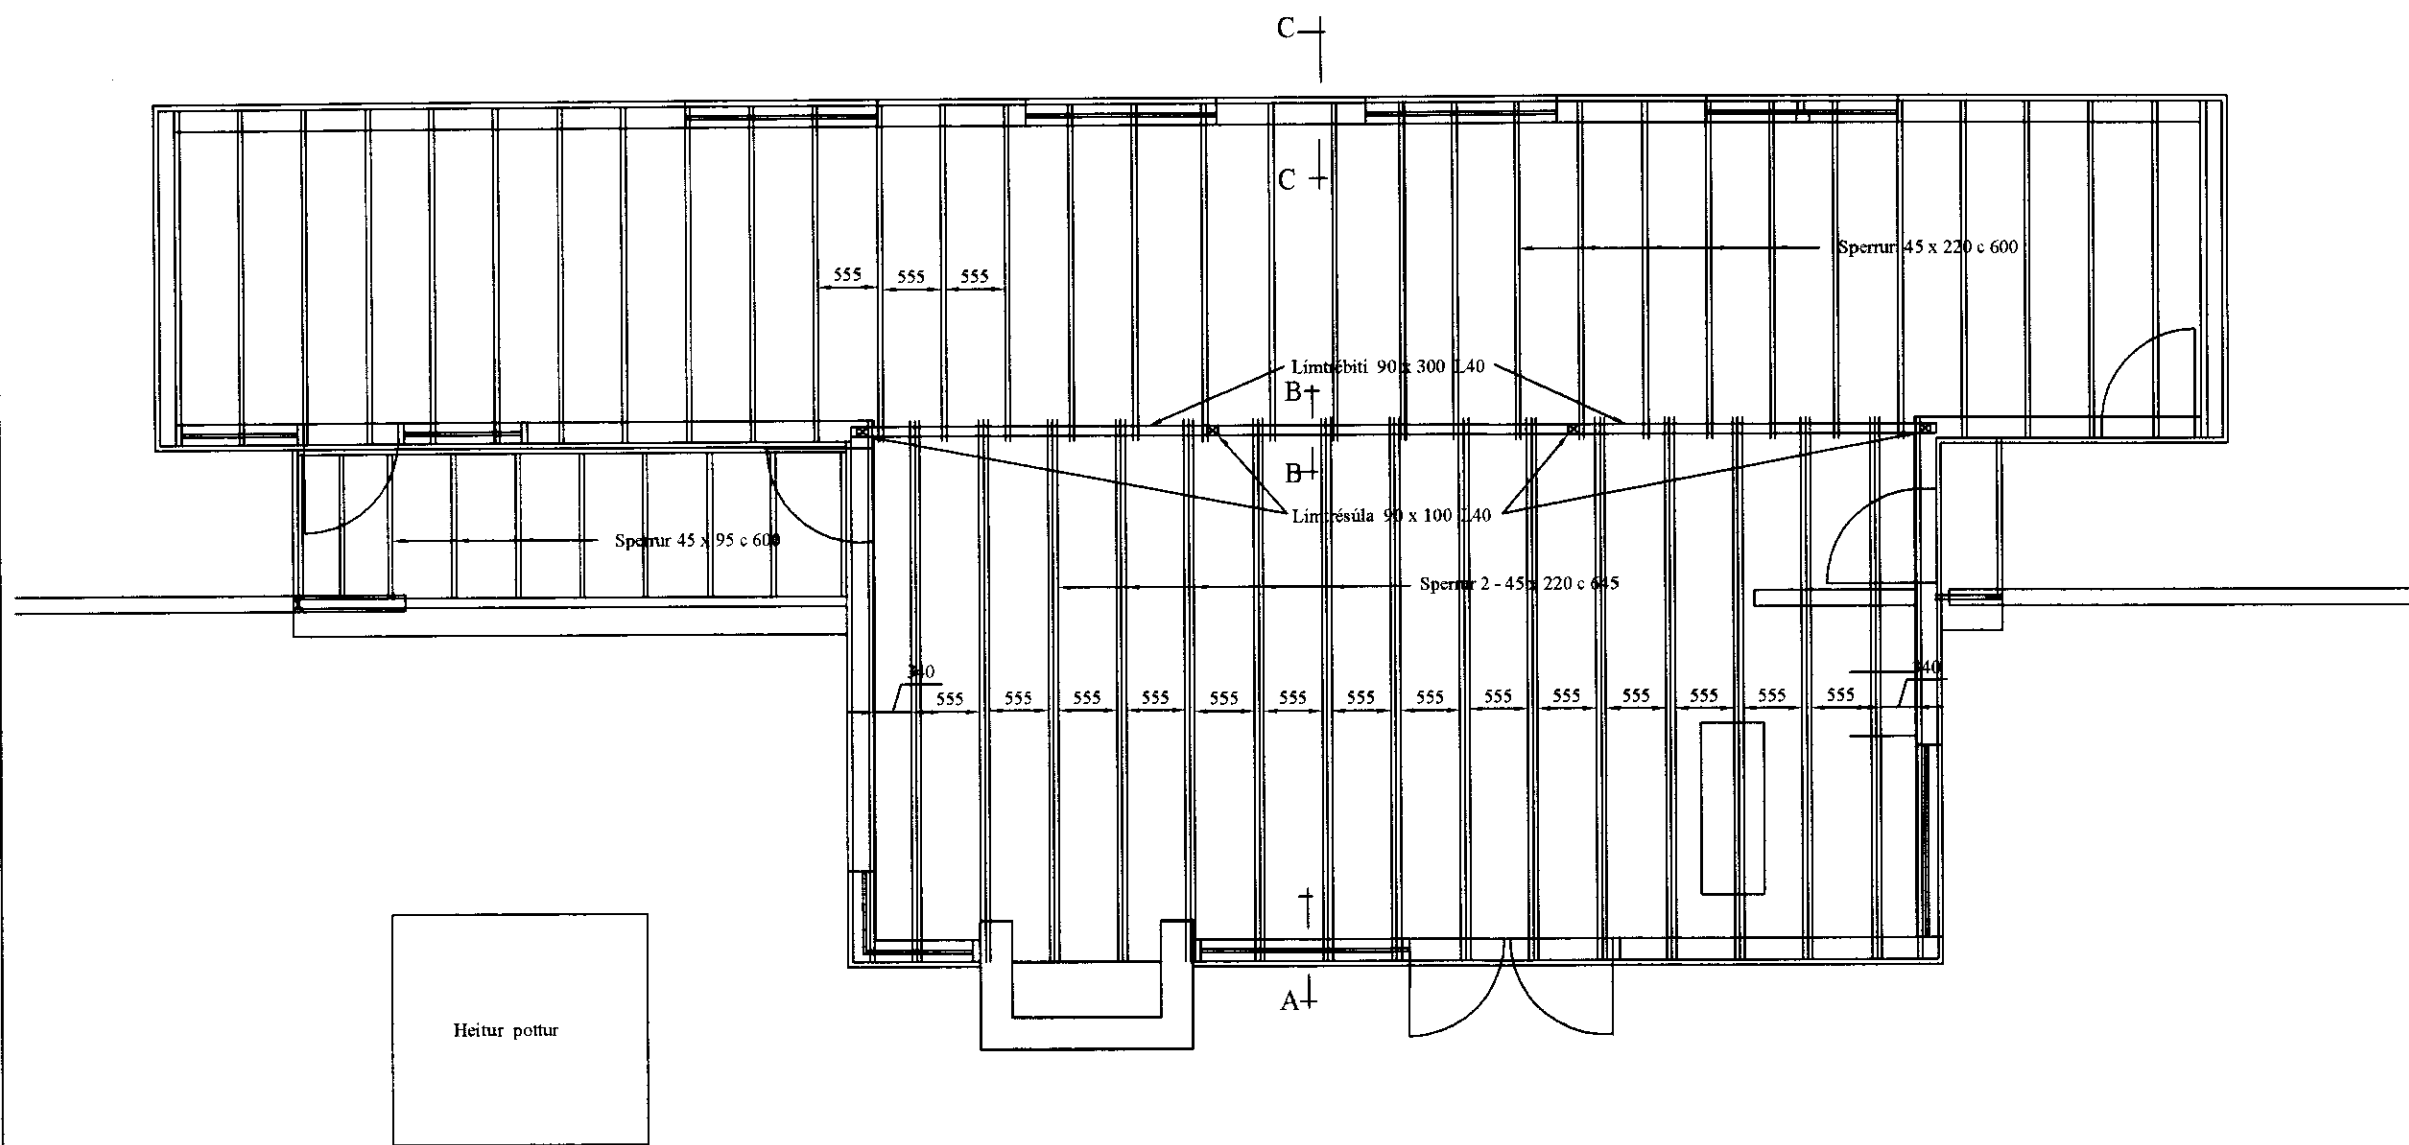 C
C
Sperrur 45 x 220 c 600
555 555 555
Límtrébiti 90 x 300 L40
B
B
Límtrésúla 90 x 100 L40
Sperrur 45 x 95 c 600
Sperrur 2 - 45 x 220 c 645
340 340
555 555 555 555 555 555 555 555 555 555 555 555 555 555
A
Heitur pottur